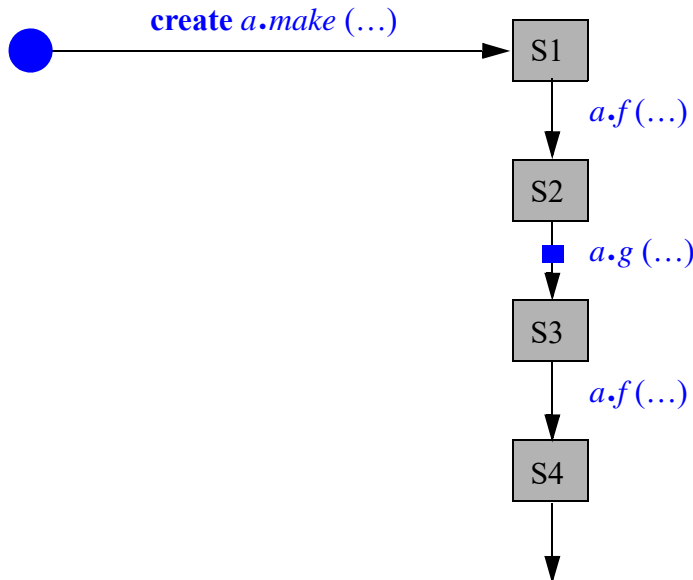 create a.make (…)
S1
a.f (…)
S2
a.g (…)
S3
a.f (…)
S4